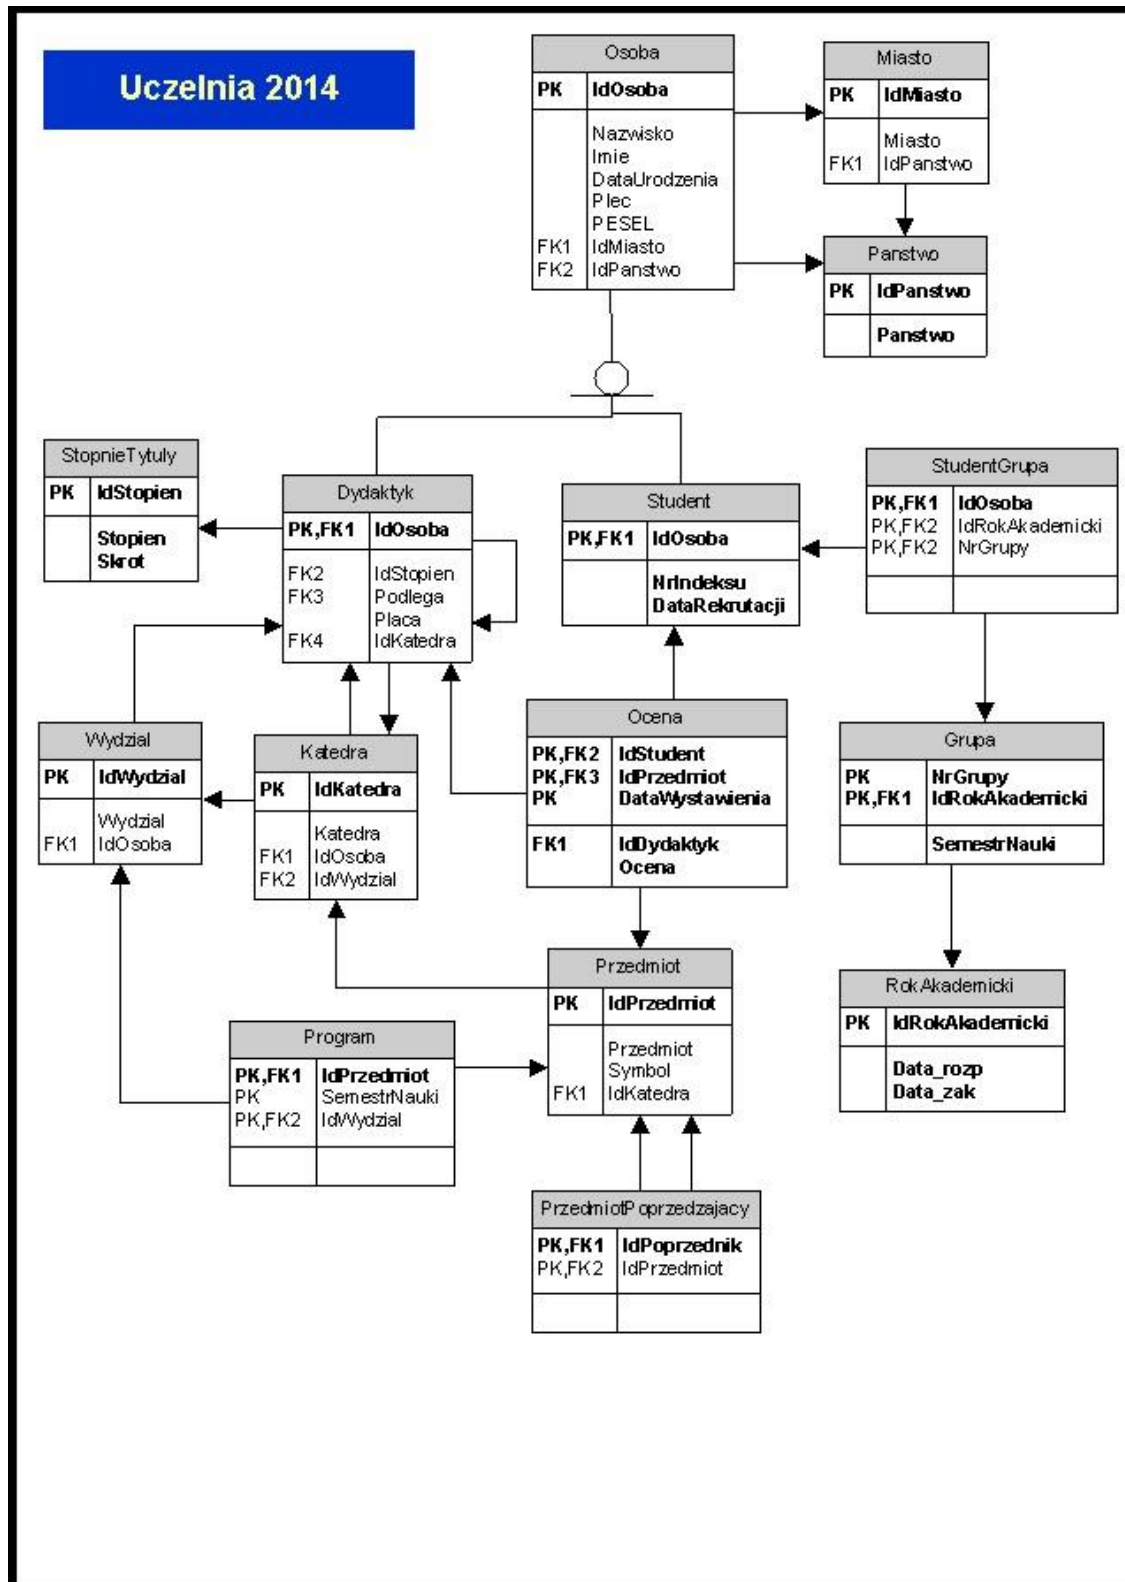 Uczelnia 2014
Osoba
PK IdOsoba
Nazwisko
Imie
DataUrodzenia
Plec
PESEL
FK1 IdMiasto
FK2 IdPanstwo
Miasto
PK IdMiasto
Miasto
FK1 IdPanstwo
Panstwo
PK IdPanstwo
Panstwo
StopnieTytuly
PK IdStopien
Stopien
Skrot
Dydaktyk
PK,FK1 IdOsoba
FK2 IdStopien
FK3 Podlega
Placa
FK4 IdKatedra
Student
PK,FK1 IdOsoba
NrIndeksu
DataRekrutacji
StudentGrupa
PK,FK1 IdOsoba
PK,FK2 IdRokAkademicki
PK,FK2 NrGrupy
Wydzial
PK IdWydzial
Wydzial
FK1 IdOsoba
Katedra
PK IdKatedra
Katedra
FK1 IdOsoba
FK2 IdWydzial
Ocena
PK,FK2 IdStudent
PK,FK3 IdPrzedmiot
PK DataWystawienia
FK1 IdDydaktyk
Ocena
Grupa
PK NrGrupy
PK,FK1 IdRokAkademicki
SemestrNauki
Przedmiot
PK IdPrzedmiot
Przedmiot
Symbol
FK1 IdKatedra
RokAkademicki
PK IdRokAkademicki
Data_rozp
Data_zak
Program
PK,FK1 IdPrzedmiot
PK SemestrNauki
PK,FK2 IdWydzial
PrzedmiotPoprzedzajacy
PK,FK1 IdPoprzednik
PK,FK2 IdPrzedmiot